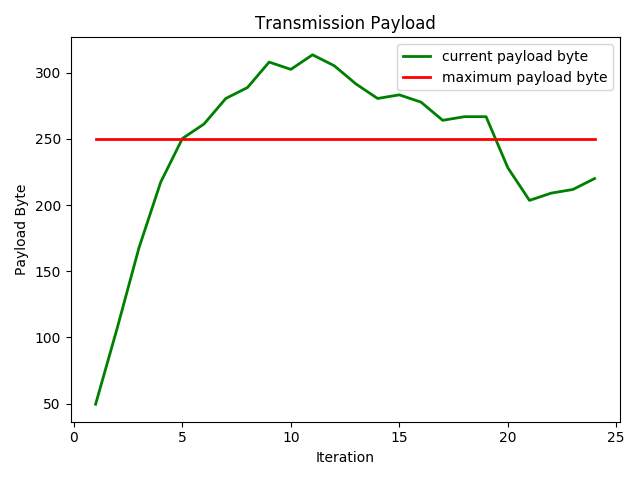 Transmission Payload
current payload byte
maximum payload byte
300
250
200
150
100
50
Payload Byte
0 5 10 15 20 25
Iteration